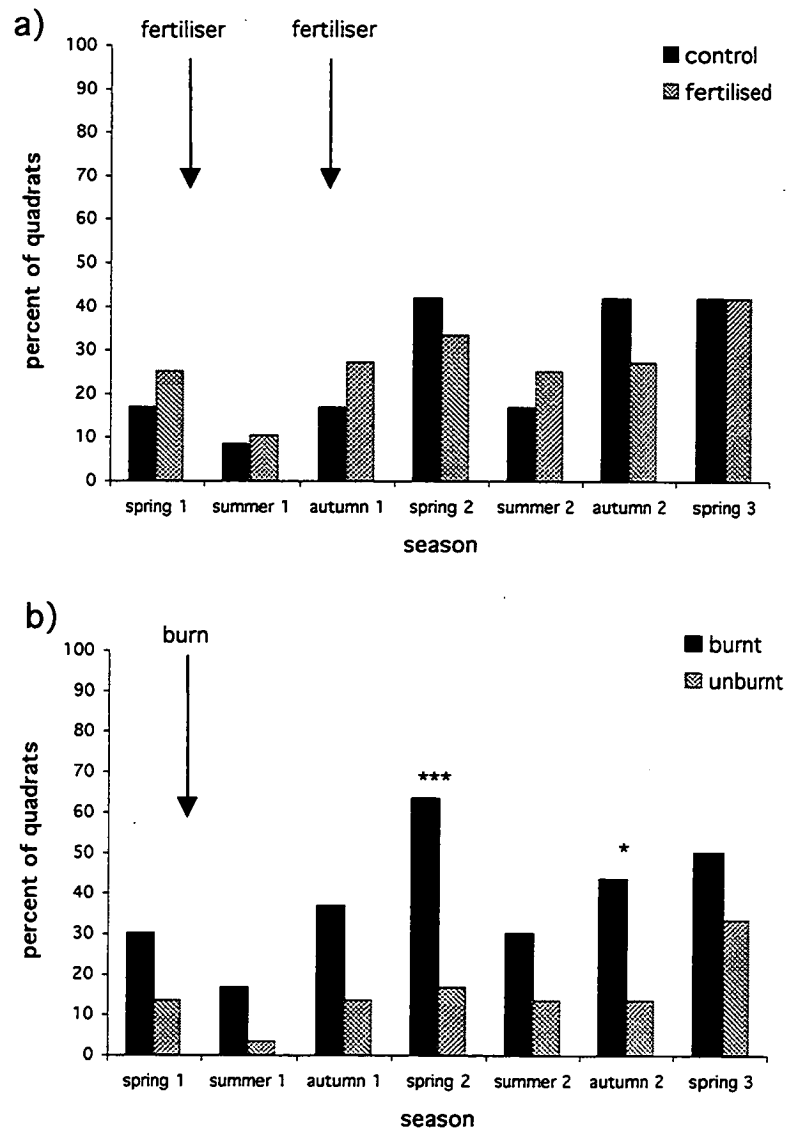 a)
fertiliser fertiliser
control
fertilised
100
90
80
70
60
50
40
30
20
10
0
percent of quadrats
spring 1 summer 1 autumn 1 spring 2 summer 2 autumn 2 spring 3
season
b)
burn
burnt
unburnt
100
90
80
70
60
50
40
30
20
10
0
percent of quadrats
***
*
spring 1 summer 1 autumn 1 spring 2 summer 2 autumn 2 spring 3
season